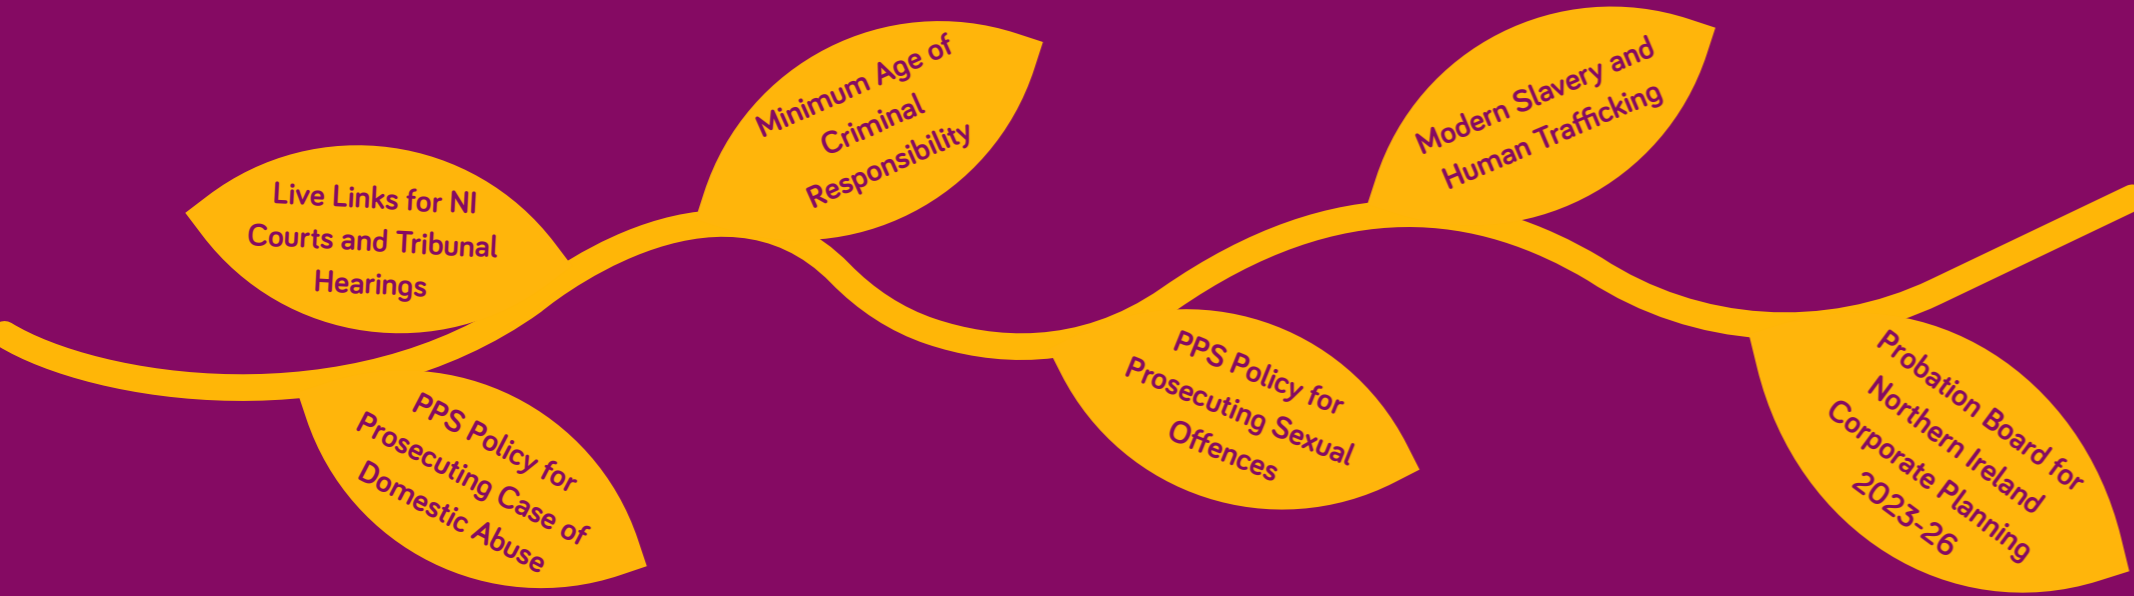 Live Links for NI
Courts and Tribunal
Hearings
PPS Policy for
Prosecuting Case of
Domestic Abuse
Minimum Age of
Criminal
Responsibility
PPS Policy for
Prosecuting Sexual
Offences
Modern Slavery and
Human Trafficking
Probation Board for
Northern Ireland
Corporate Planning
2023-26